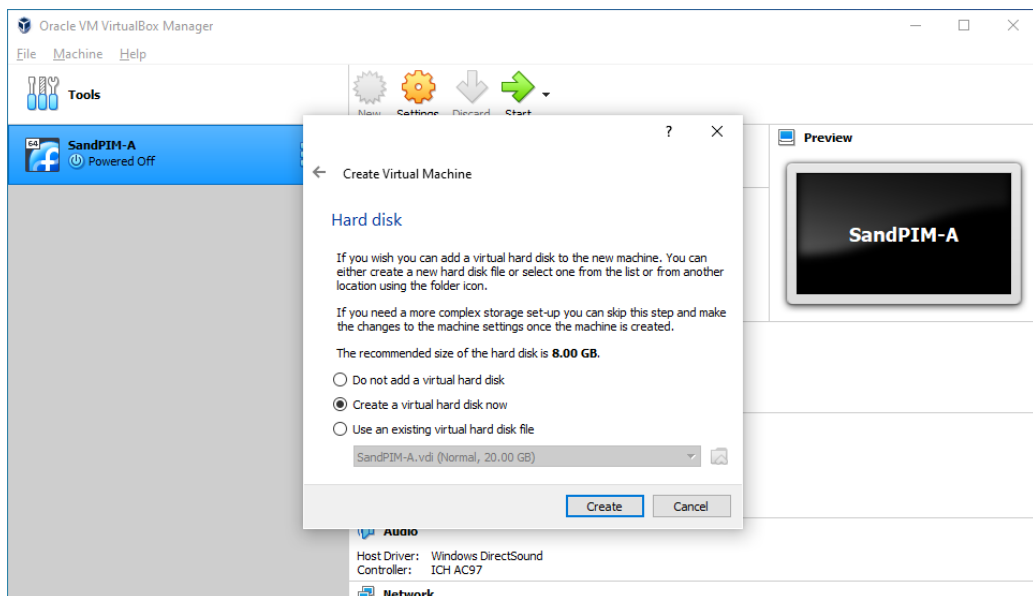 Oracle VM VirtualBox Manager
File Machine Help
Tools
New Settings Discard Start
64
SandPIM-A
Powered Off
Preview
SandPIM-A
?
Create Virtual Machine
Hard disk
If you wish you can add a virtual hard disk to the new machine. You can
either create a new hard disk file or select one from the list or from another
location using the folder icon.
If you need a more complex storage set-up you can skip this step and make
the changes to the machine settings once the machine is created.
The recommended size of the hard disk is 8.00 GB.
Do not add a virtual hard disk
Create a virtual hard disk now
Use an existing virtual hard disk file
SandPIM-A.vdi (Normal, 20.00 GB)
Create Cancel
Audio
Host Driver: Windows DirectSound
Controller: ICH AC97
Network